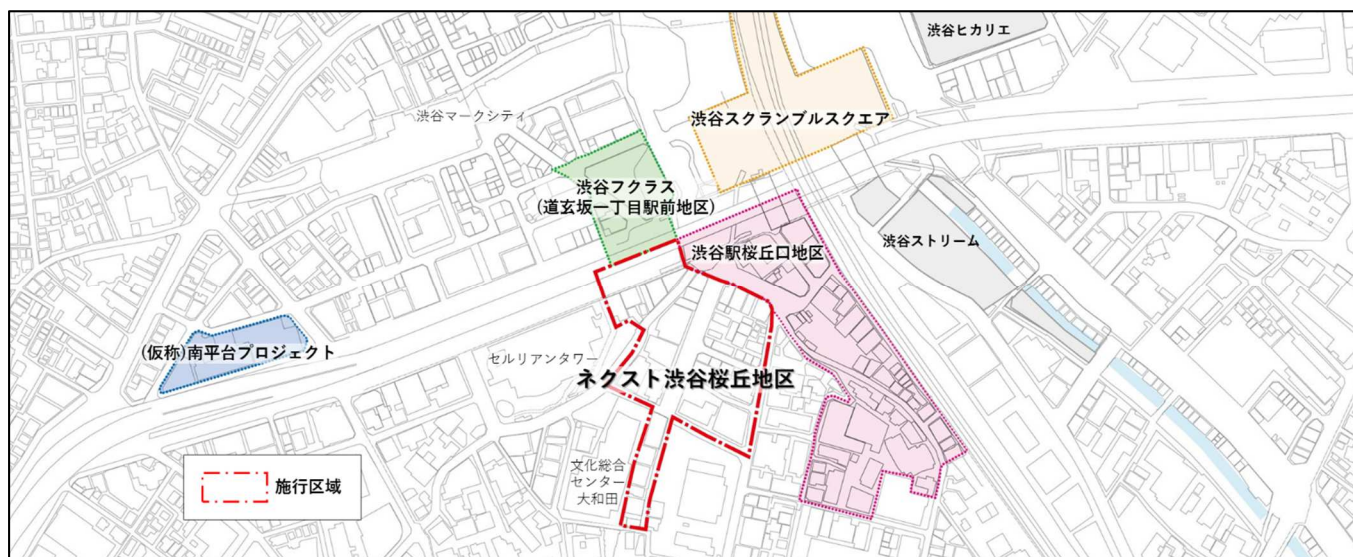 渋谷ヒカリエ
渋谷マークシティ
渋谷スクランブルスクエア
渋谷フクラス
(道玄坂一丁目駅前地区)
渋谷駅桜丘口地区
渋谷ストリーム
(仮称)南平台プロジェクト
セルリアンタワー
ネクスト渋谷桜丘地区
文化総合
センター
大和田
施行区域